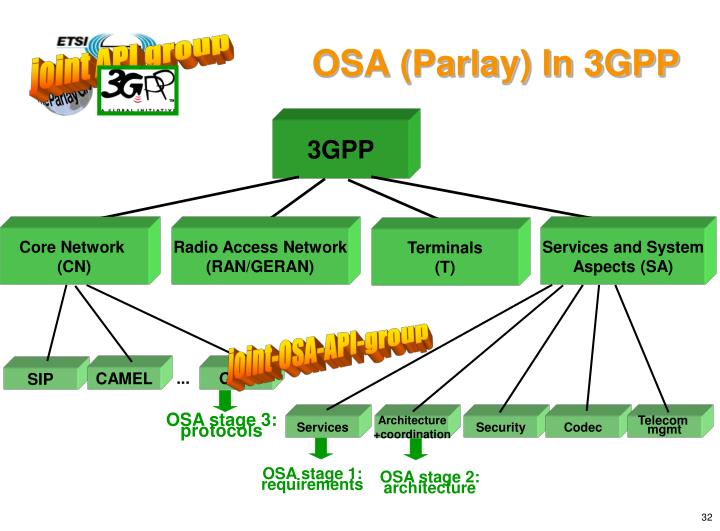 ETSI
joint API group
3GPP
A GLOBAL INITIATIVE
OSA (Parlay) In 3GPP
3GPP
Core Network
(CN)
Radio Access Network
(RAN/GERAN)
Terminals
(T)
Services and System
Aspects (SA)
joint-OSA-API-group
SIP
CAMEL
...
OSA stage 3:
protocols
Services
Architecture
+coordination
Security
Codec
Telecom
mgmt
OSA stage 1:
requirements
OSA stage 2:
architecture
32